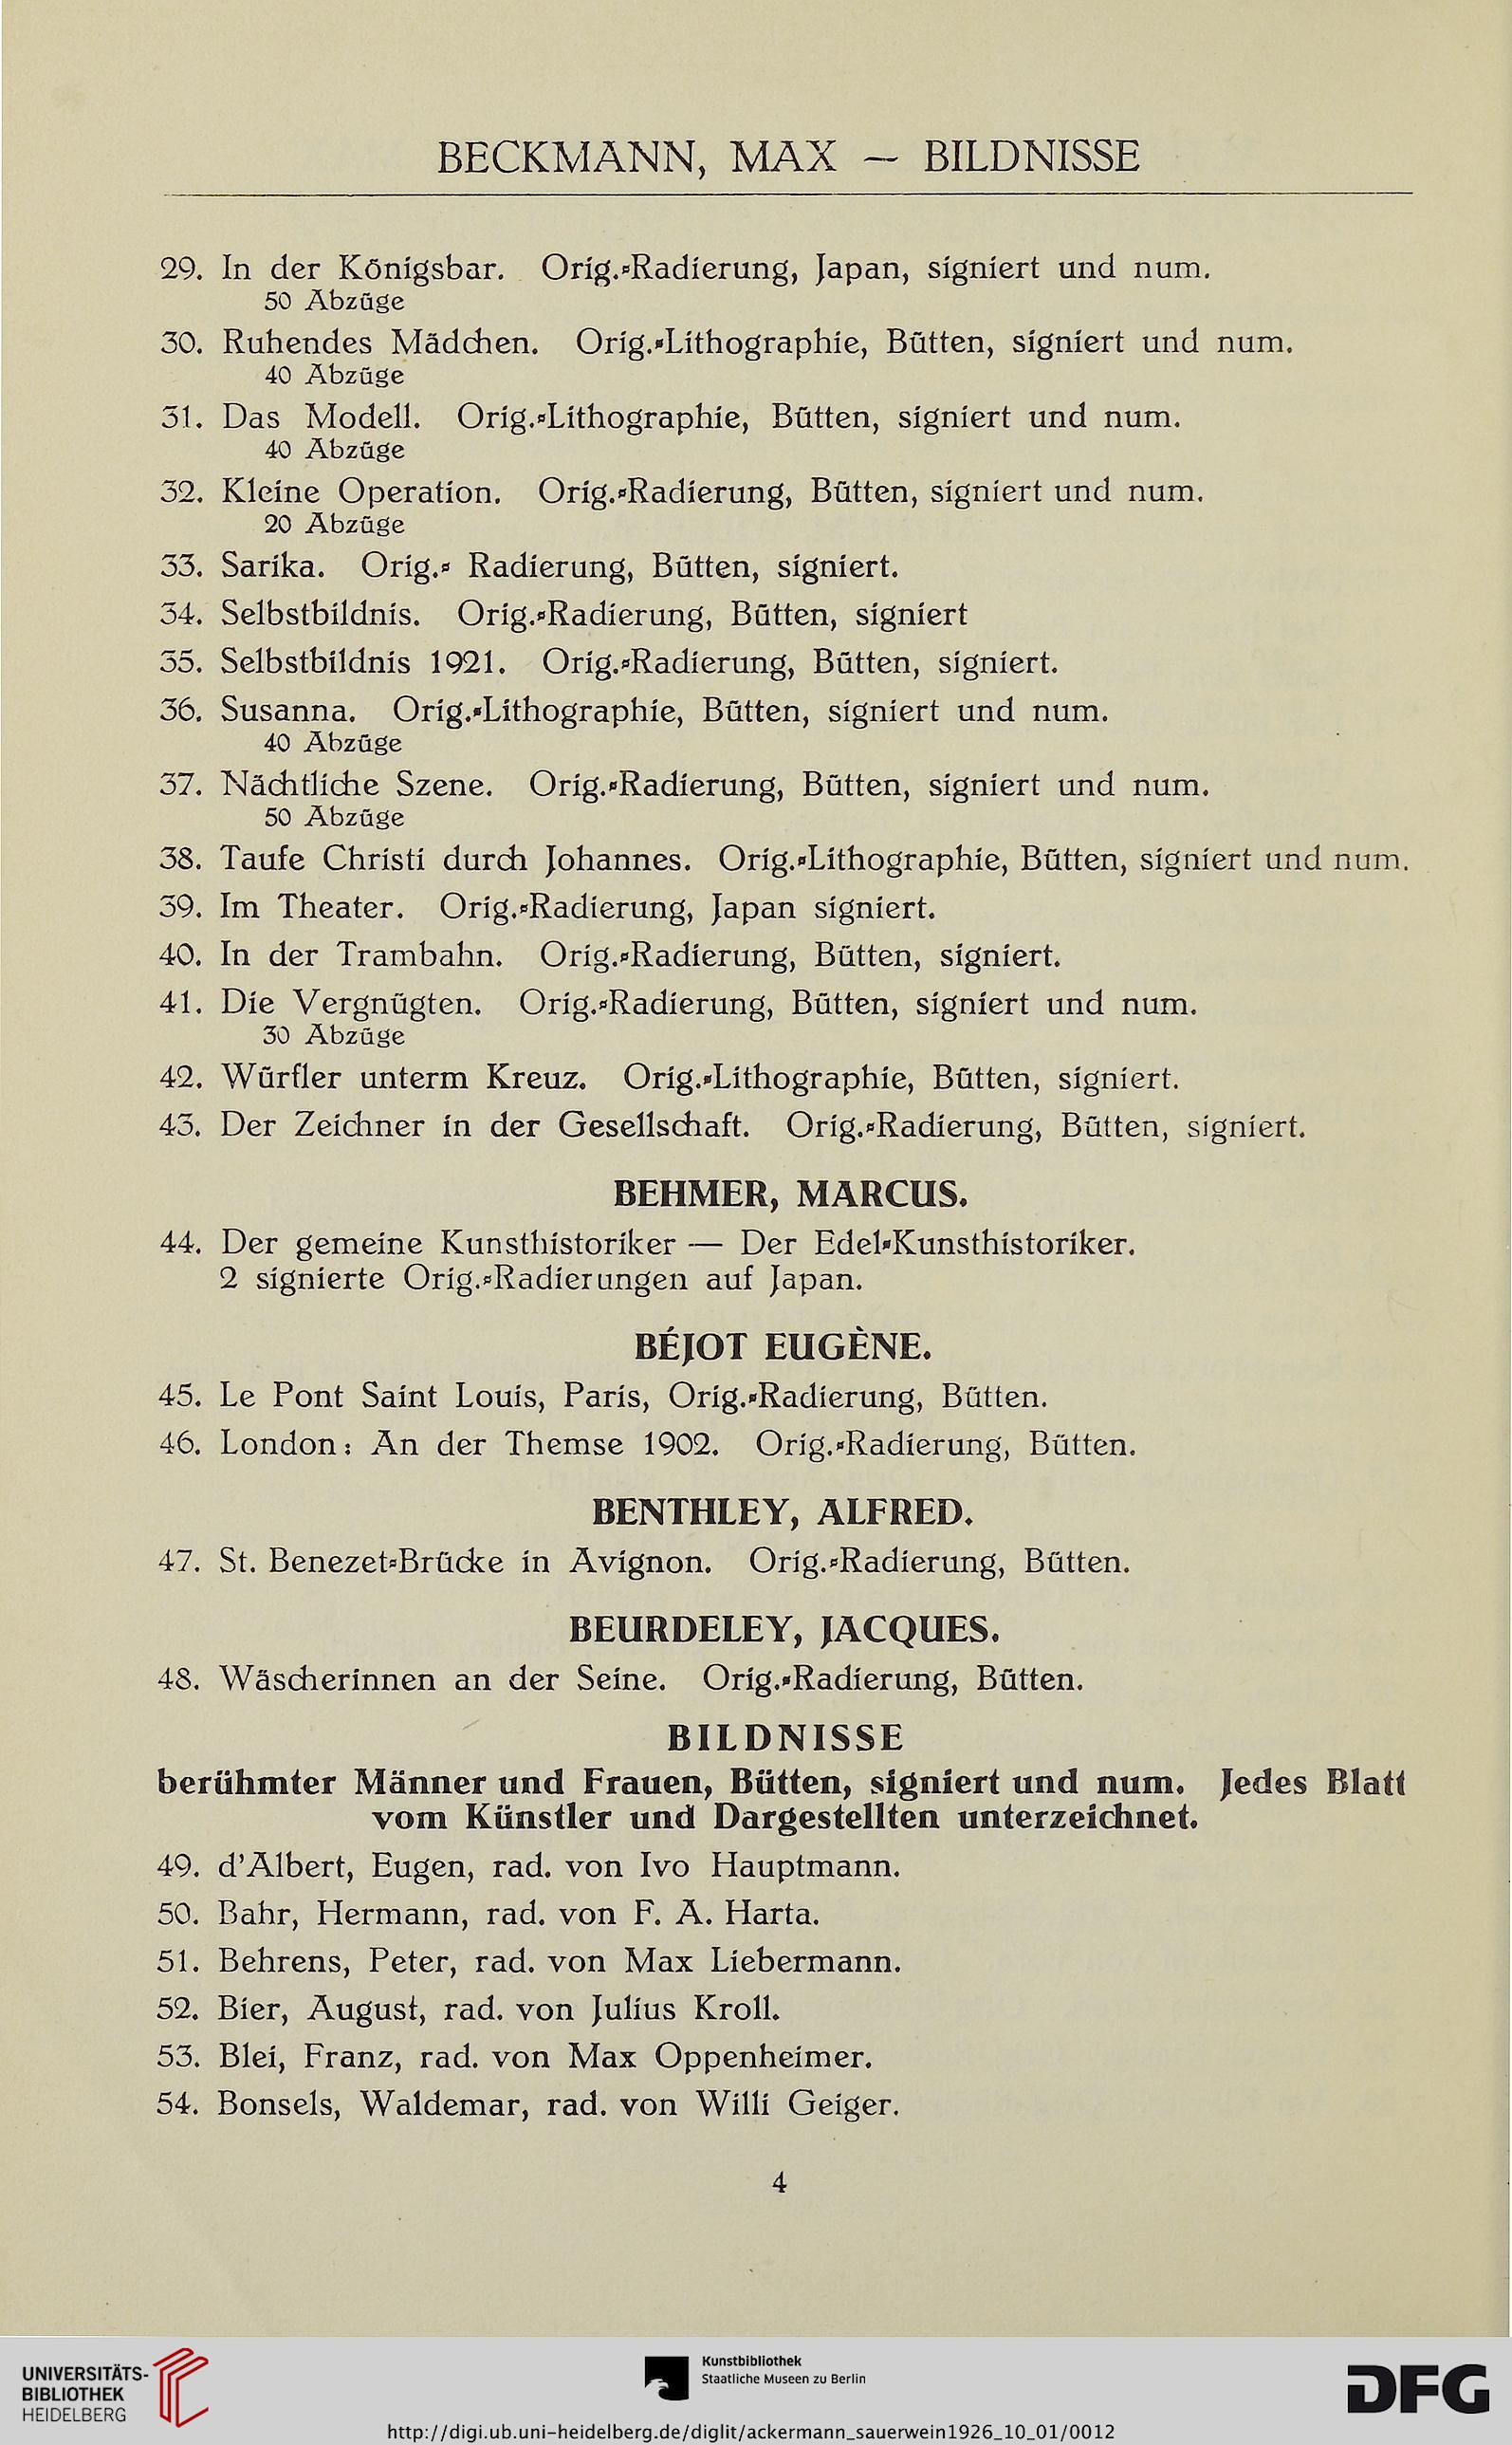 BECKMANN, MAX — BILDNISSE
29. In der Königsbar. Orig.-Radierung, Japan, signiert und num.
50 Abzüge
30. Ruhendes Mädchen. Orig.-Lithographie, Bütten, signiert und num.
40 Abzüge
31. Das Modell. Orig.-Lithographie, Bütten, signiert und num.
40 Abzüge
32. Kleine Operation. Orig.-Radierung, Bütten, signiert und num.
20 Abzüge
33. Sarika. Orig.- Radierung, Bütten, signiert.
34. Selbstbildnis. Orig.-Radierung, Bütten, signiert
35. Selbstbildnis 1921. Orig.-Radierung, Bütten, signiert.
36. Susanna. Orig.-Lithographie, Bütten, signiert und num.
40 Abzüge
37. Nächtliche Szene. Orig.-Radierung, Bütten, signiert und num.
50 Abzüge
38. Taufe Christi durch Johannes. Orig.-Lithographie, Bütten, signiert und num.
39. Im Theater. Orig.-Radierung, Japan signiert.
40. In der Trambahn. Orig.-Radierung, Bütten, signiert.
41. Die Vergnügten. Orig.-Radierung, Bütten, signiert und num.
30 Abzüge
42. Würfler unterm Kreuz. Orig.-Lithographie, Bütten, signiert.
43. Der Zeichner in der Gesellschaft. Orig.-Radierung, Bütten, signiert.
BEHMER, MARCUS.
44. Der gemeine Kunsthistoriker — Der Edel-Kunsthistoriker.
2 signierte Orig.-Radierungen auf Japan.
BÉJOT EUGÈNE.
45. Le Pont Saint Louis, Paris, Orig.-Radierung, Bütten.
46. London: An der Themse 1902. Orig.-Radierung, Bütten.
BENTHLEY, ALFRED.
47. St. Benezet-Brücke in Avignon. Orig.-Radierung, Bütten.
BEURDELEY, JACQUES.
48. Wäscherinnen an der Seine. Orig.-Radierung, Bütten.
BILDNISSE
berühmter Männer und Frauen, Bütten, signiert und num. Jedes Blatt
vom Künstler und Dargestellten unterzeichnet.
49. d'Albert, Eugen, rad. von Ivo Hauptmann.
50. Bahr, Hermann, rad. von F. A. Harta.
51. Behrens, Peter, rad. von Max Liebermann.
52. Bier, August, rad. von Julius Kroll.
53. Blei, Franz, rad. von Max Oppenheimer.
54. Bonsels, Waldemar, rad. von Willi Geiger.
4
UNIVERSITÄTS-
BIBLIOTHEK
HEIDELBERG
Kunstbibliothek
Staatliche Museen zu Berlin
DFG
http://digi.ub.uni-heidelberg.de/diglit/ackermann_sauerwein1926_10_01/0012